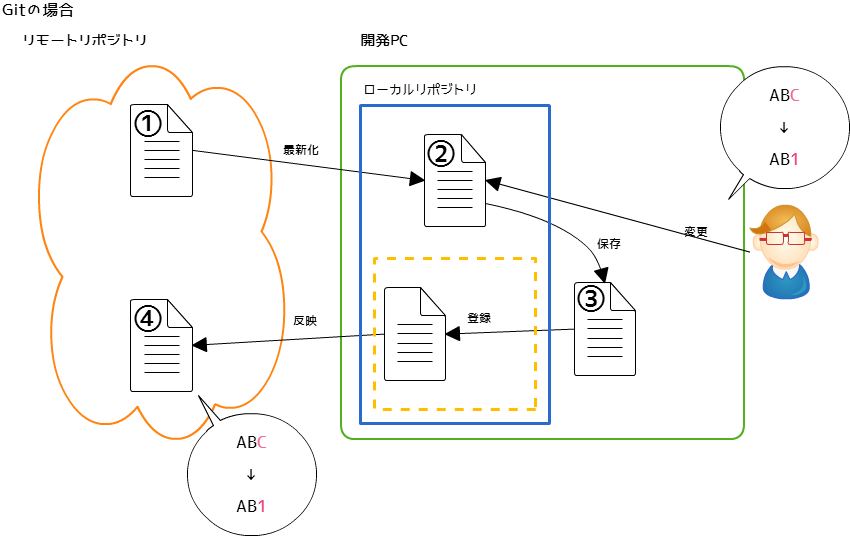 Gitの場合
リモートリポジトリ
開発PC
ローカルリポジトリ
ABC
↓
AB1
①
最新化
②
変更
保存
③
登録
反映
④
ABC
↓
AB1